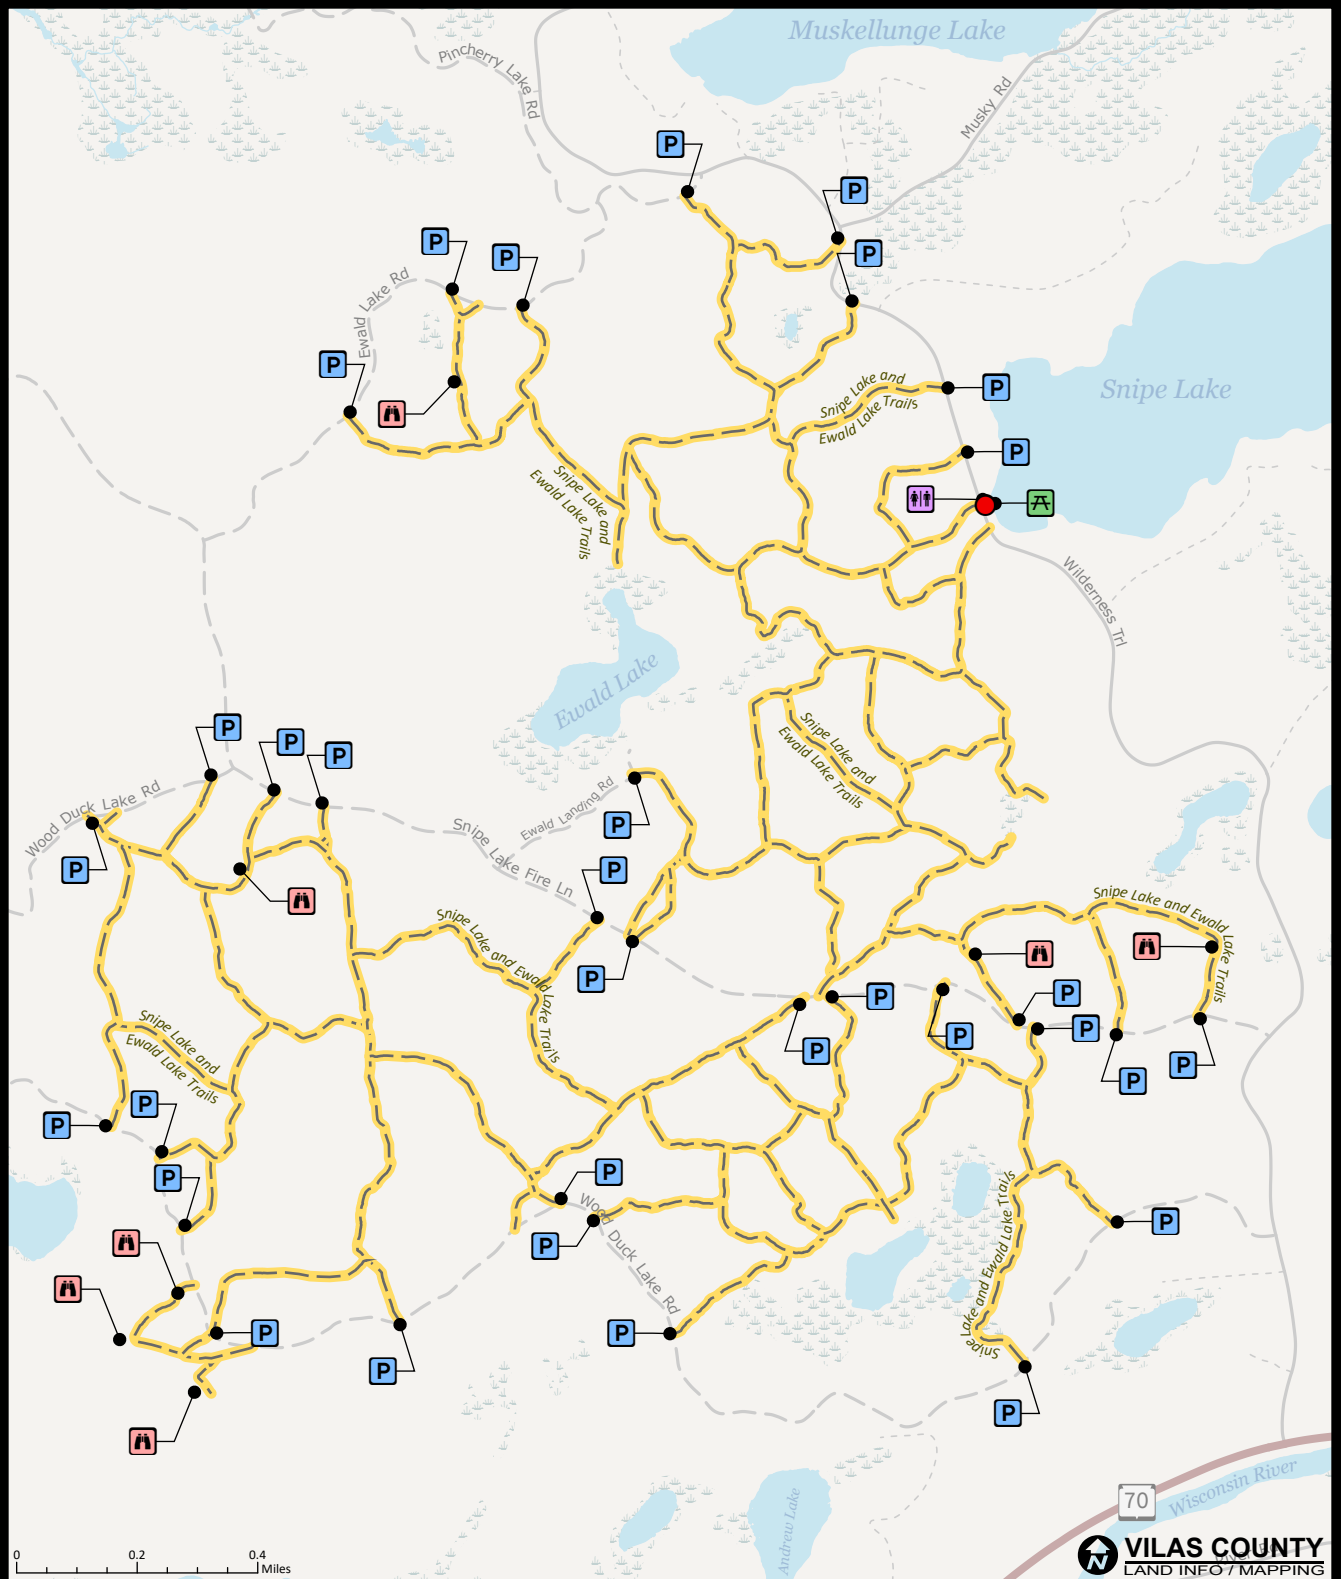 Muskellunge Lake
Pincherry Lake Rd
Musky Rd
P
P
P
P
P
Ewald Lake Rd
P
Snipe Lake and
Ewald Lake Trails
P
Snipe Lake
P
Snipe Lake and
Ewald Lake Trails
Wilderness Trl
Ewald Lake
P
P
P
Snipe Lake and
Ewald Lake Trails
Wood Duck Lake Rd
Ewald Landing Rd
P
Snipe Lake Fire Ln
P
P
Snipe Lake and Ewald Lake Trails
Snipe Lake and Ewald Lake Trails
P
P
P
P
P
P
P
P
P
Snipe Lake and
Ewald Lake Trails
P
P
P
P
P
Wood Duck Lake Rd
P
P
P
P
Snipe Lake and Ewald Lake Trails
P
P
Andrew Lake
70
Wisconsin River
River Rd
0 0.2 0.4
Miles
N
VILAS COUNTY
LAND INFO / MAPPING